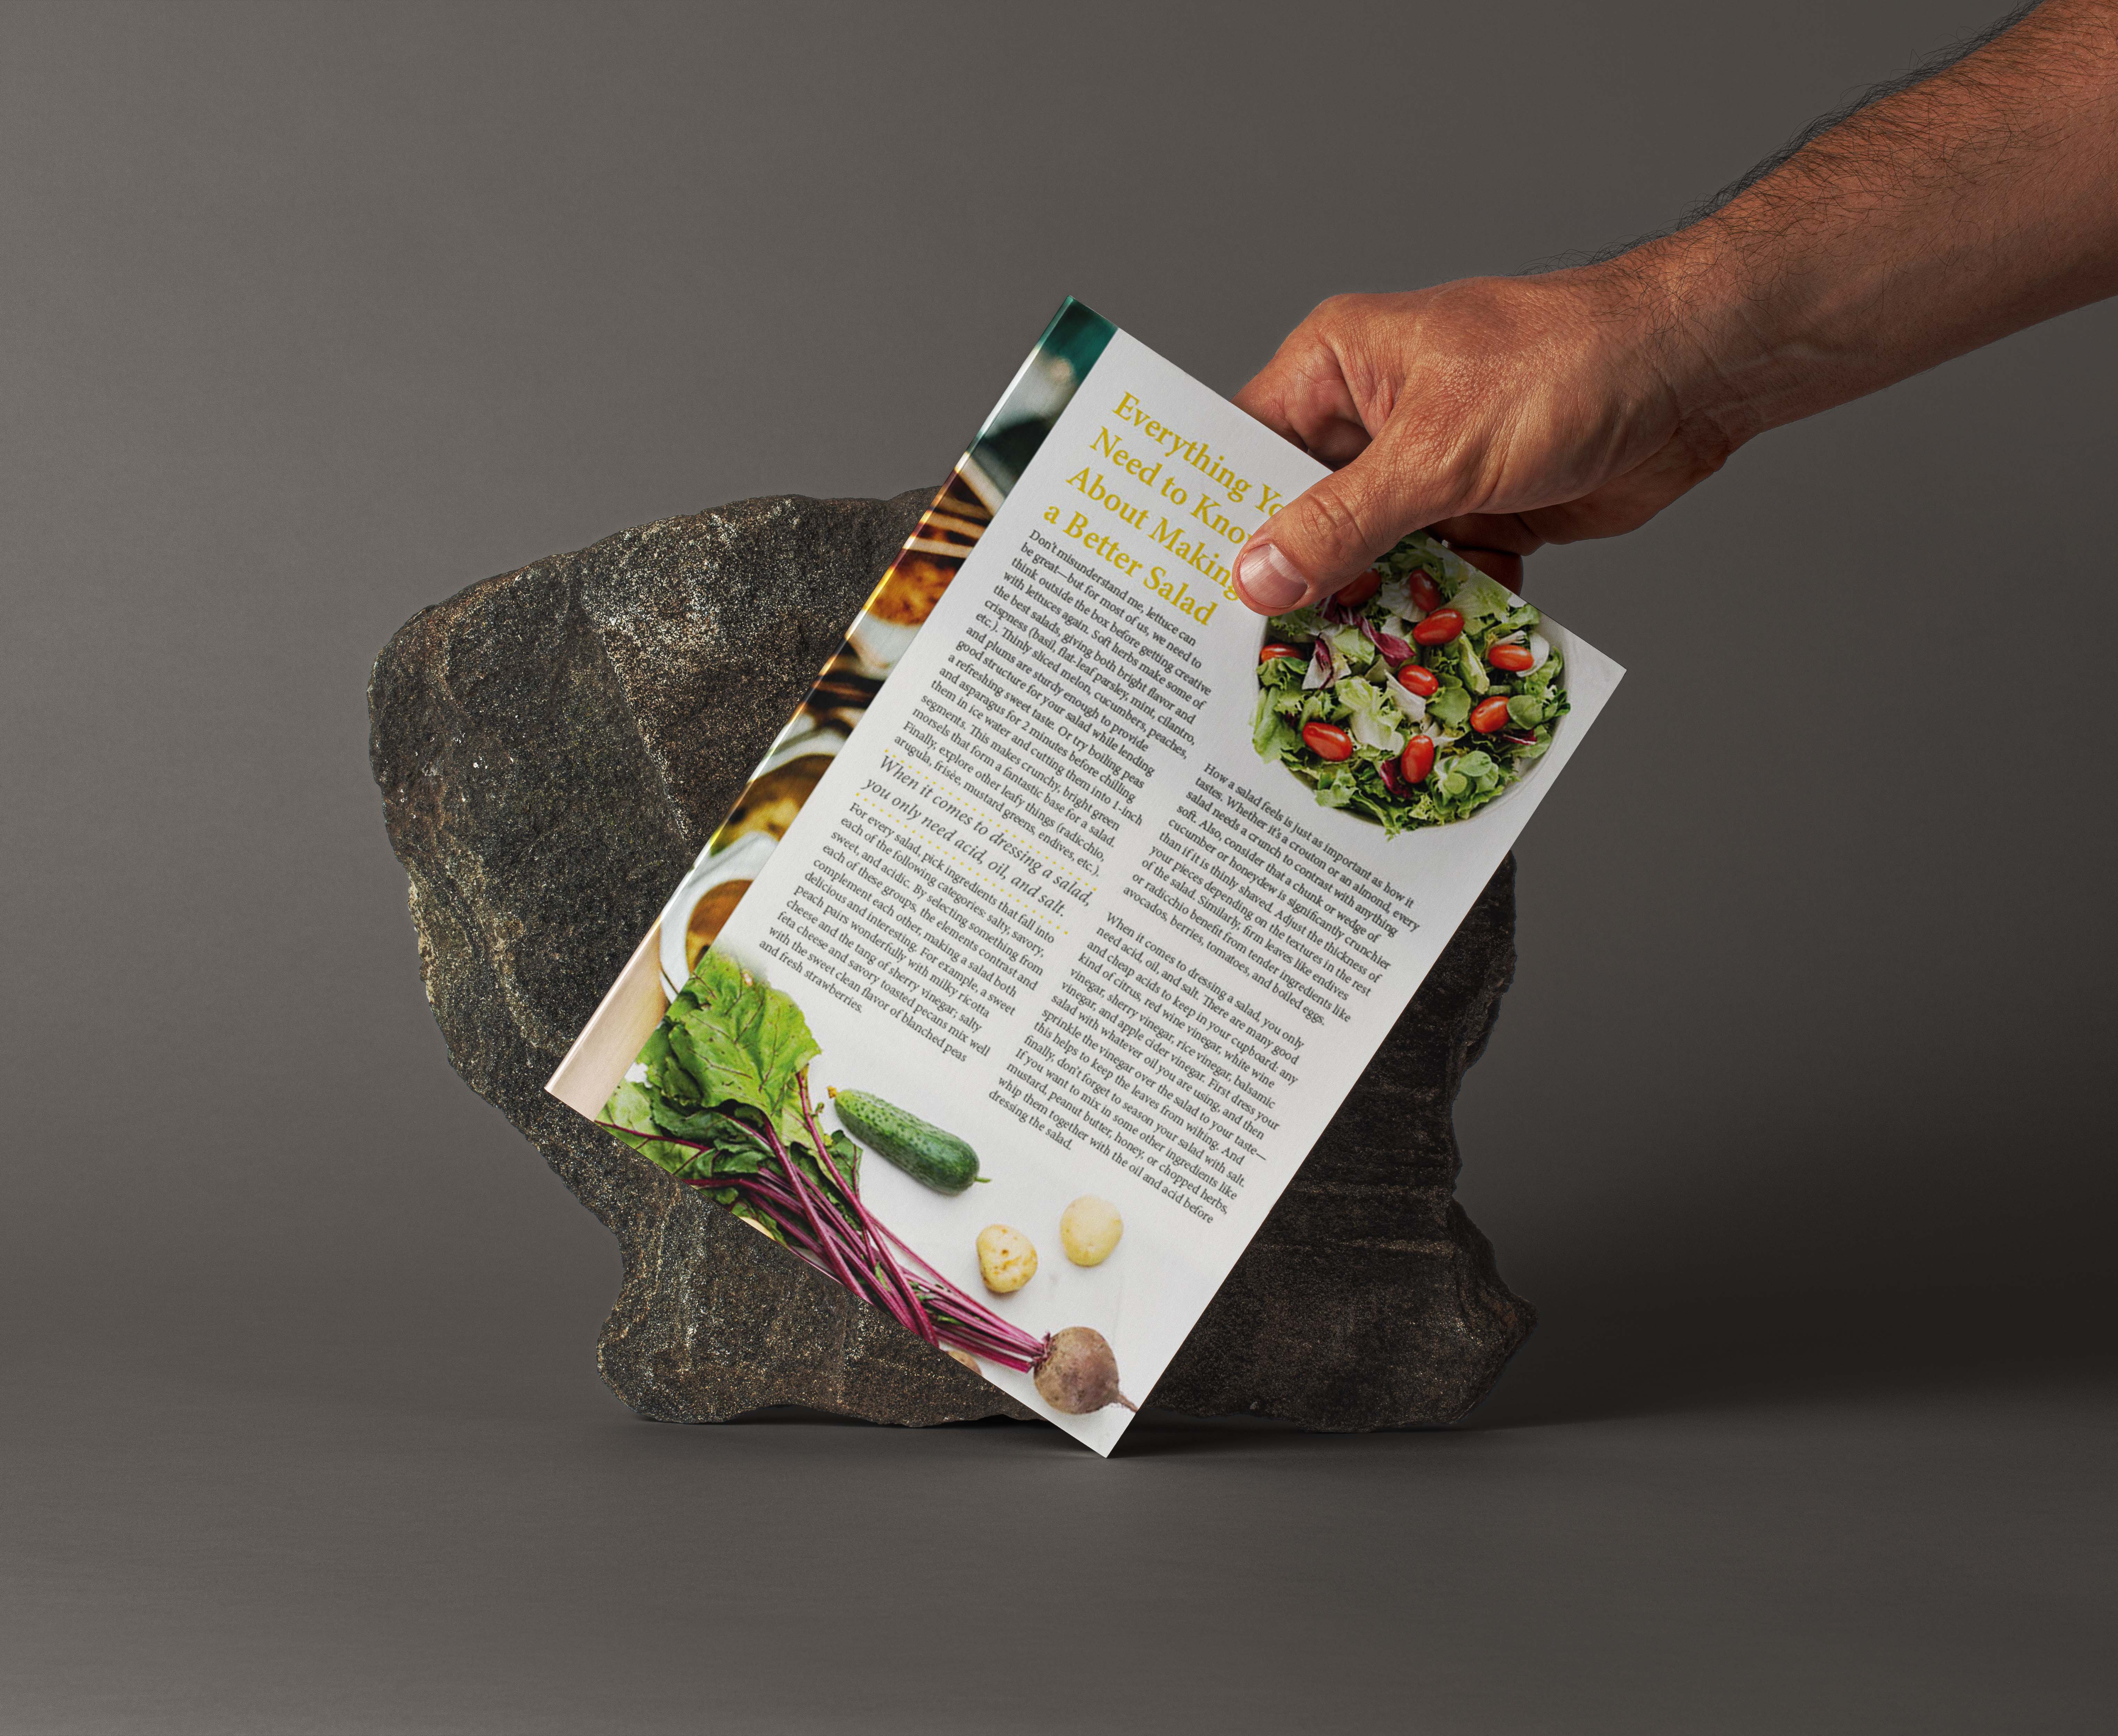 Everything Yo
Need to Kno
About Making
a Better Salad
Don't misunderstand me, lettuce can
be great—but for most of us, we need to
think outside the box before getting creative
with lettuces again. Soft herbs make some of
the best salads, giving both bright flavor and
crispness (basil, flat-leaf parsley, mint, cilantro,
etc.). Thinly sliced melon, cucumbers, peaches,
and plums are sturdy enough to provide
good structure for your salad while lending
a refreshing sweet taste. Or try boiling peas
and asparagus for 2 minutes before chilling
them in ice water and cutting them into 1-inch
segments. This makes crunchy, bright green
morsels that form a fantastic base for a salad.
Finally, explore other leafy things (radicchio,
arugula, frisèe, mustard greens, endives, etc.).
When it comes to dressing a salad,
you only need acid, oil, and salt.
For every salad, pick ingredients that fall into
each of the following categories: salty, savory,
sweet, and acidic. By selecting something from
each of these groups, the elements contrast and
complement each other, making a salad both
delicious and interesting. For example, a sweet
peach pairs wonderfully with milky ricotta
cheese and the tang of sherry vinegar; salty
feta cheese and savory toasted pecans mix well
with the sweet clean flavor of blanched peas
and fresh strawberries.
How a salad feels is just as important as how it
tastes. Whether it's a crouton or an almond, every
salad needs a crunch to contrast with anything
soft. Also, consider that a chunk or wedge of
cucumber or honeydew is significantly crunchier
than if it is thinly shaved. Adjust the thickness of
your pieces depending on the textures in the rest
of the salad. Similarly, firm leaves like endives
or radicchio benefit from tender ingredients like
avocados, berries, tomatoes, and boiled eggs.
When it comes to dressing a salad, you only
need acid, oil, and salt. There are many good
and cheap acids to keep in your cupboard: any
kind of citrus, red wine vinegar, white wine
vinegar, sherry vinegar, rice vinegar, balsamic
vinegar, and apple cider vinegar. First dress your
salad with whatever oil you are using, and then
sprinkle the vinegar over the salad to your taste—
this helps to keep the leaves from wilting. And
finally, don't forget to season your salad with salt.
If you want to mix in some other ingredients like
mustard, peanut butter, honey, or chopped herbs,
whip them together with the oil and acid before
dressing the salad.